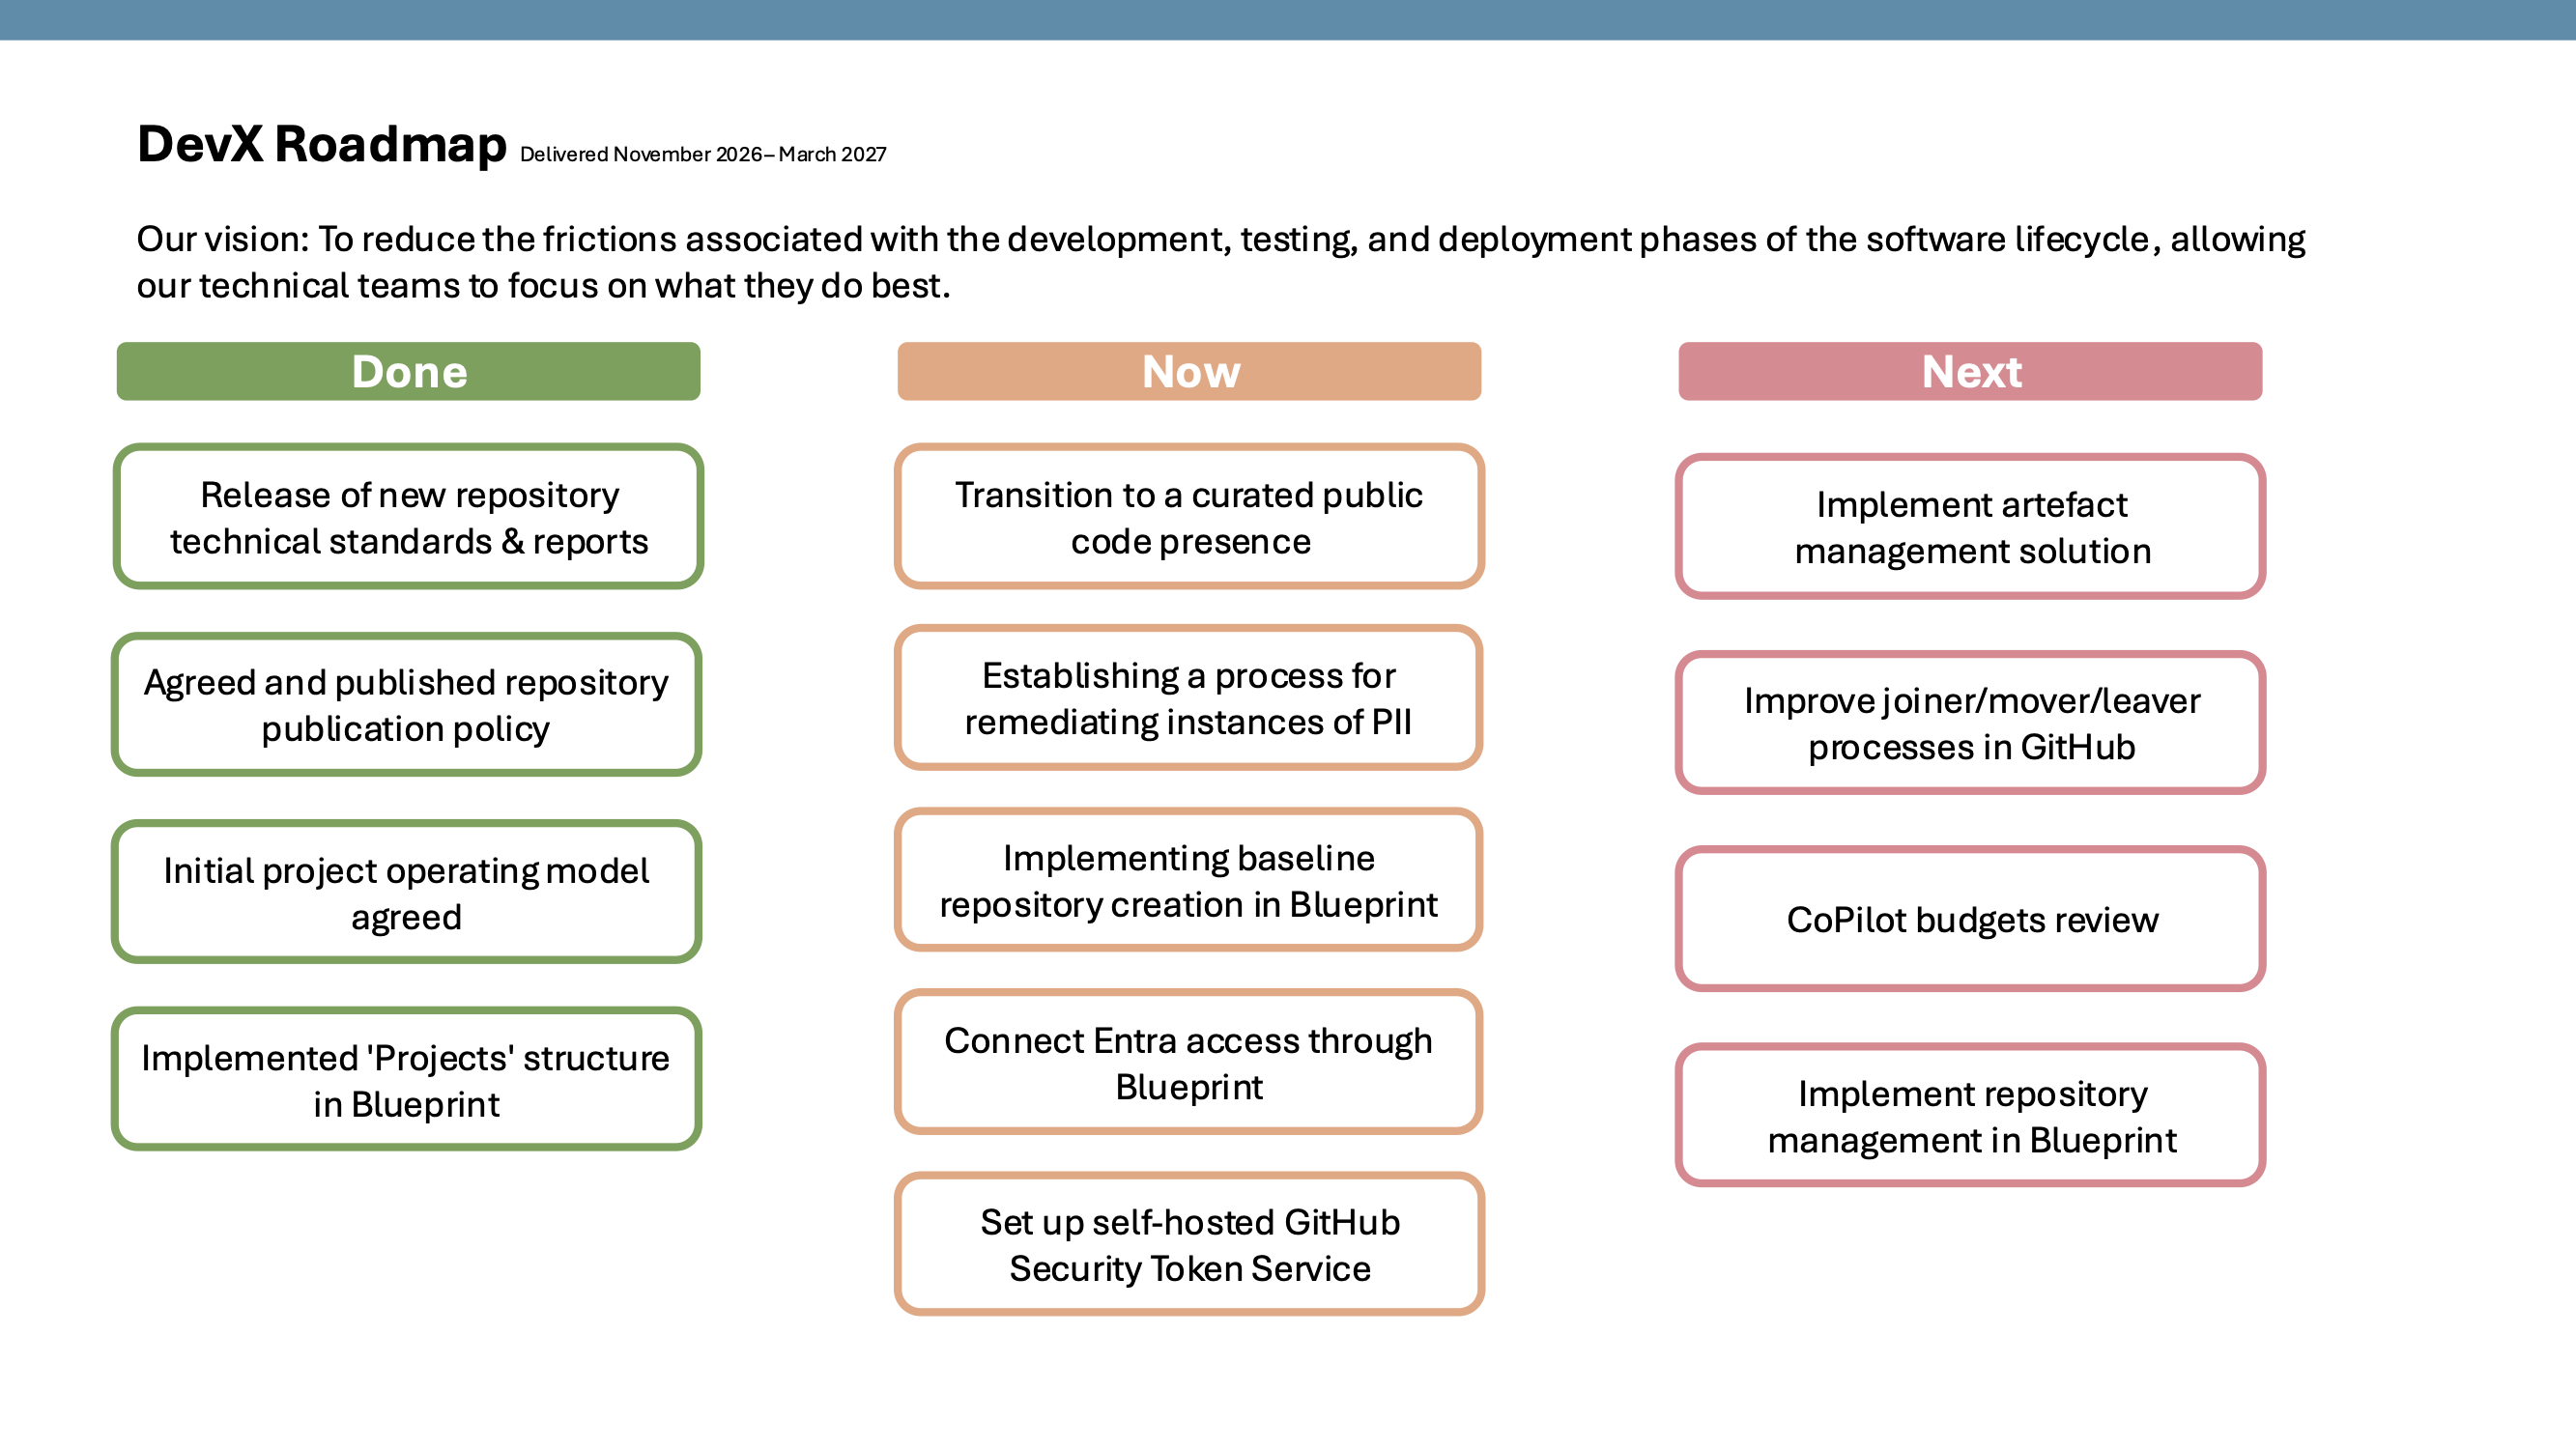 DevX Roadmap Delivered November 2026– March 2027
Our vision: To reduce the frictions associated with the development, testing, and deployment phases of the software lifecycle, allowing
our technical teams to focus on what they do best.
Done
Release of new repository
technical standards & reports
Agreed and published repository
publication policy
Initial project operating model
agreed
Implemented 'Projects' structure
in Blueprint
Now
Transition to a curated public
code presence
Establishing a process for
remediating instances of PII
Implementing baseline
repository creation in Blueprint
Connect Entra access through
Blueprint
Set up self-hosted GitHub
Security Token Service
Next
Implement artefact
management solution
Improve joiner/mover/leaver
processes in GitHub
CoPilot budgets review
Implement repository
management in Blueprint